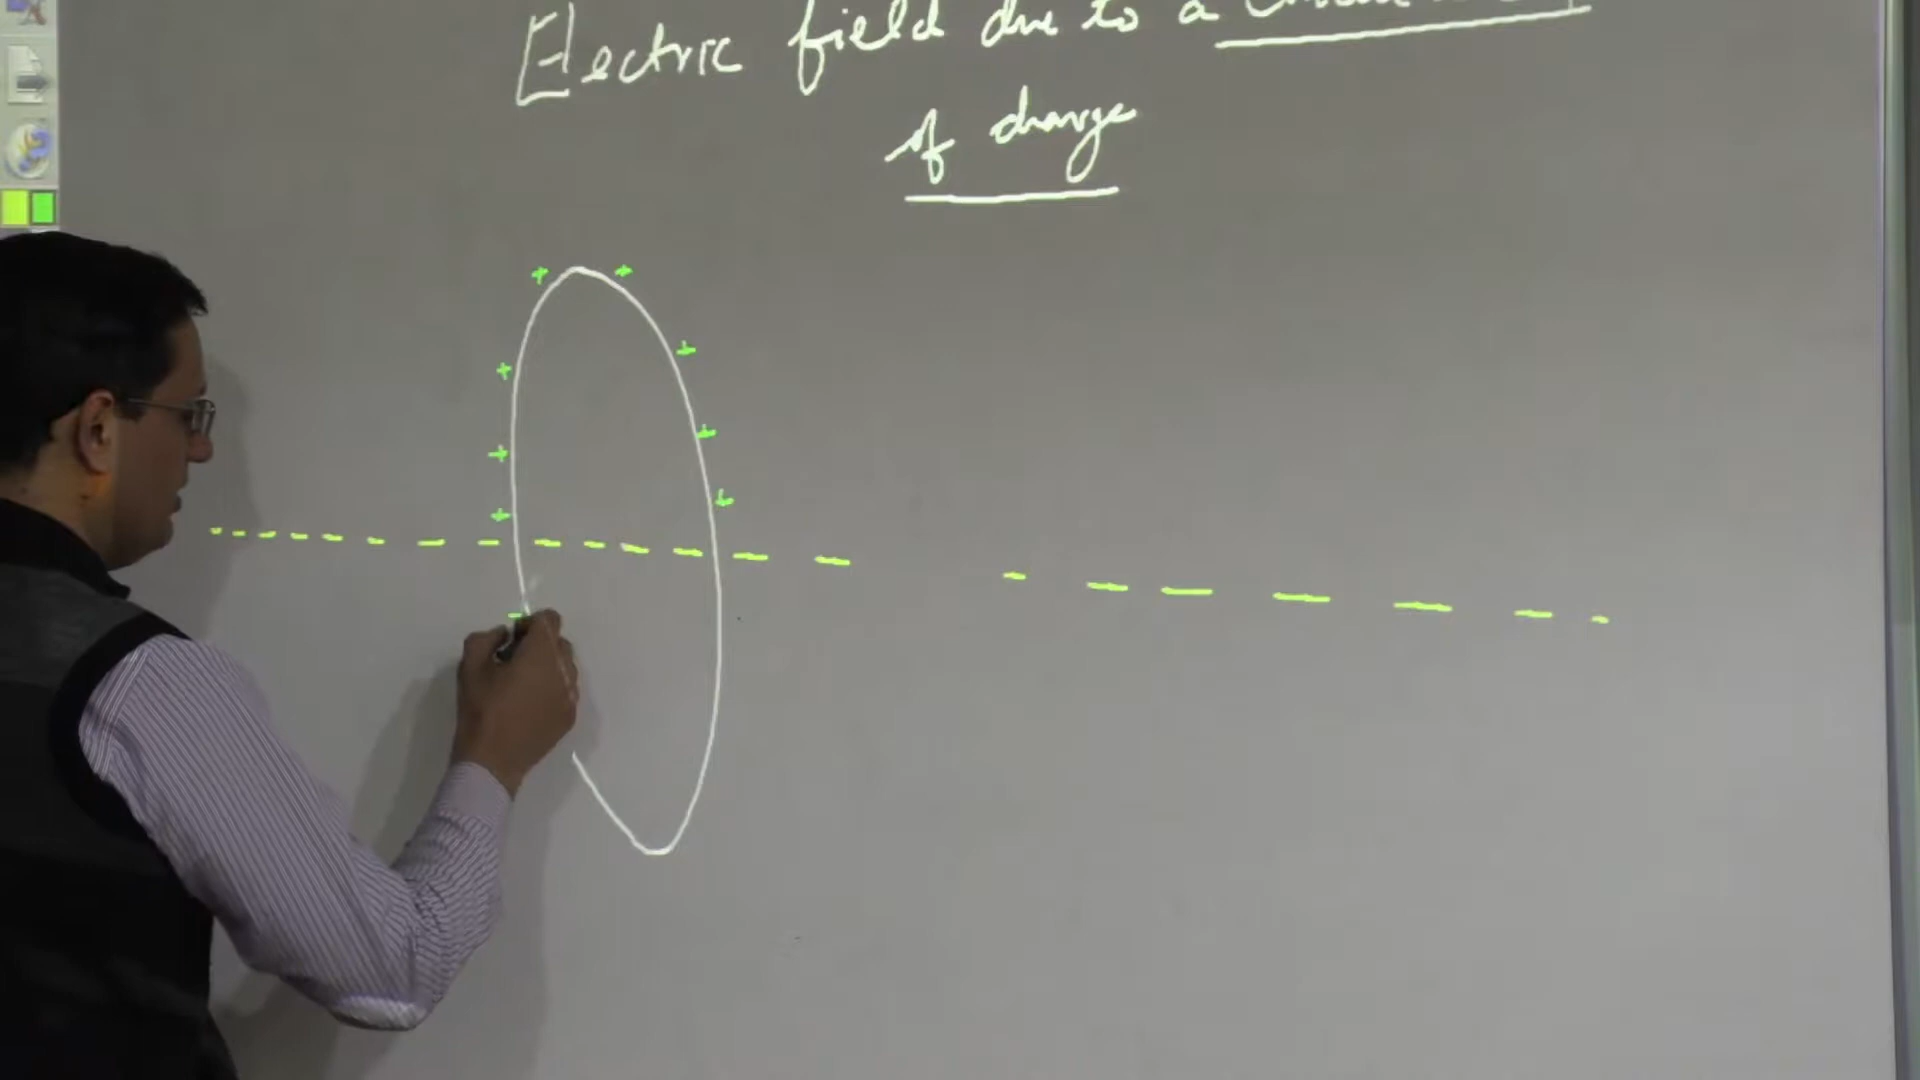 Electric field due to a
of charge